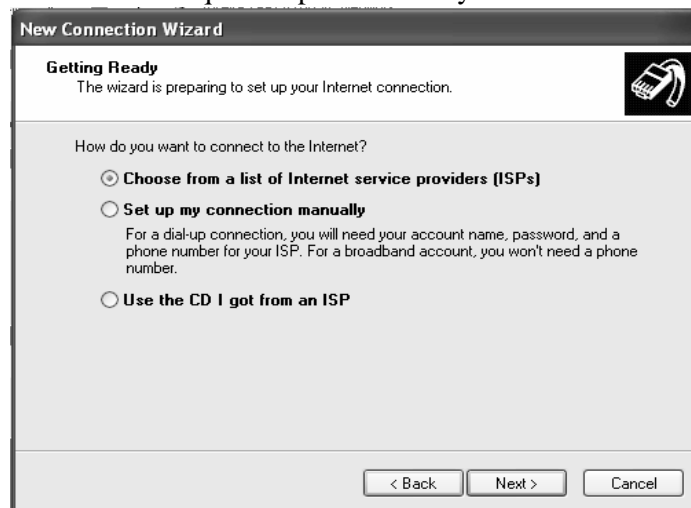 New Connection Wizard
Getting Ready
The wizard is preparing to set up your Internet connection.
How do you want to connect to the Internet?
Choose from a list of Internet service providers (ISPs)
Set up my connection manually
For a dial-up connection, you will need your account name, password, and a
phone number for your ISP. For a broadband account, you won't need a phone
number.
Use the CD I got from an ISP
< Back Next > Cancel